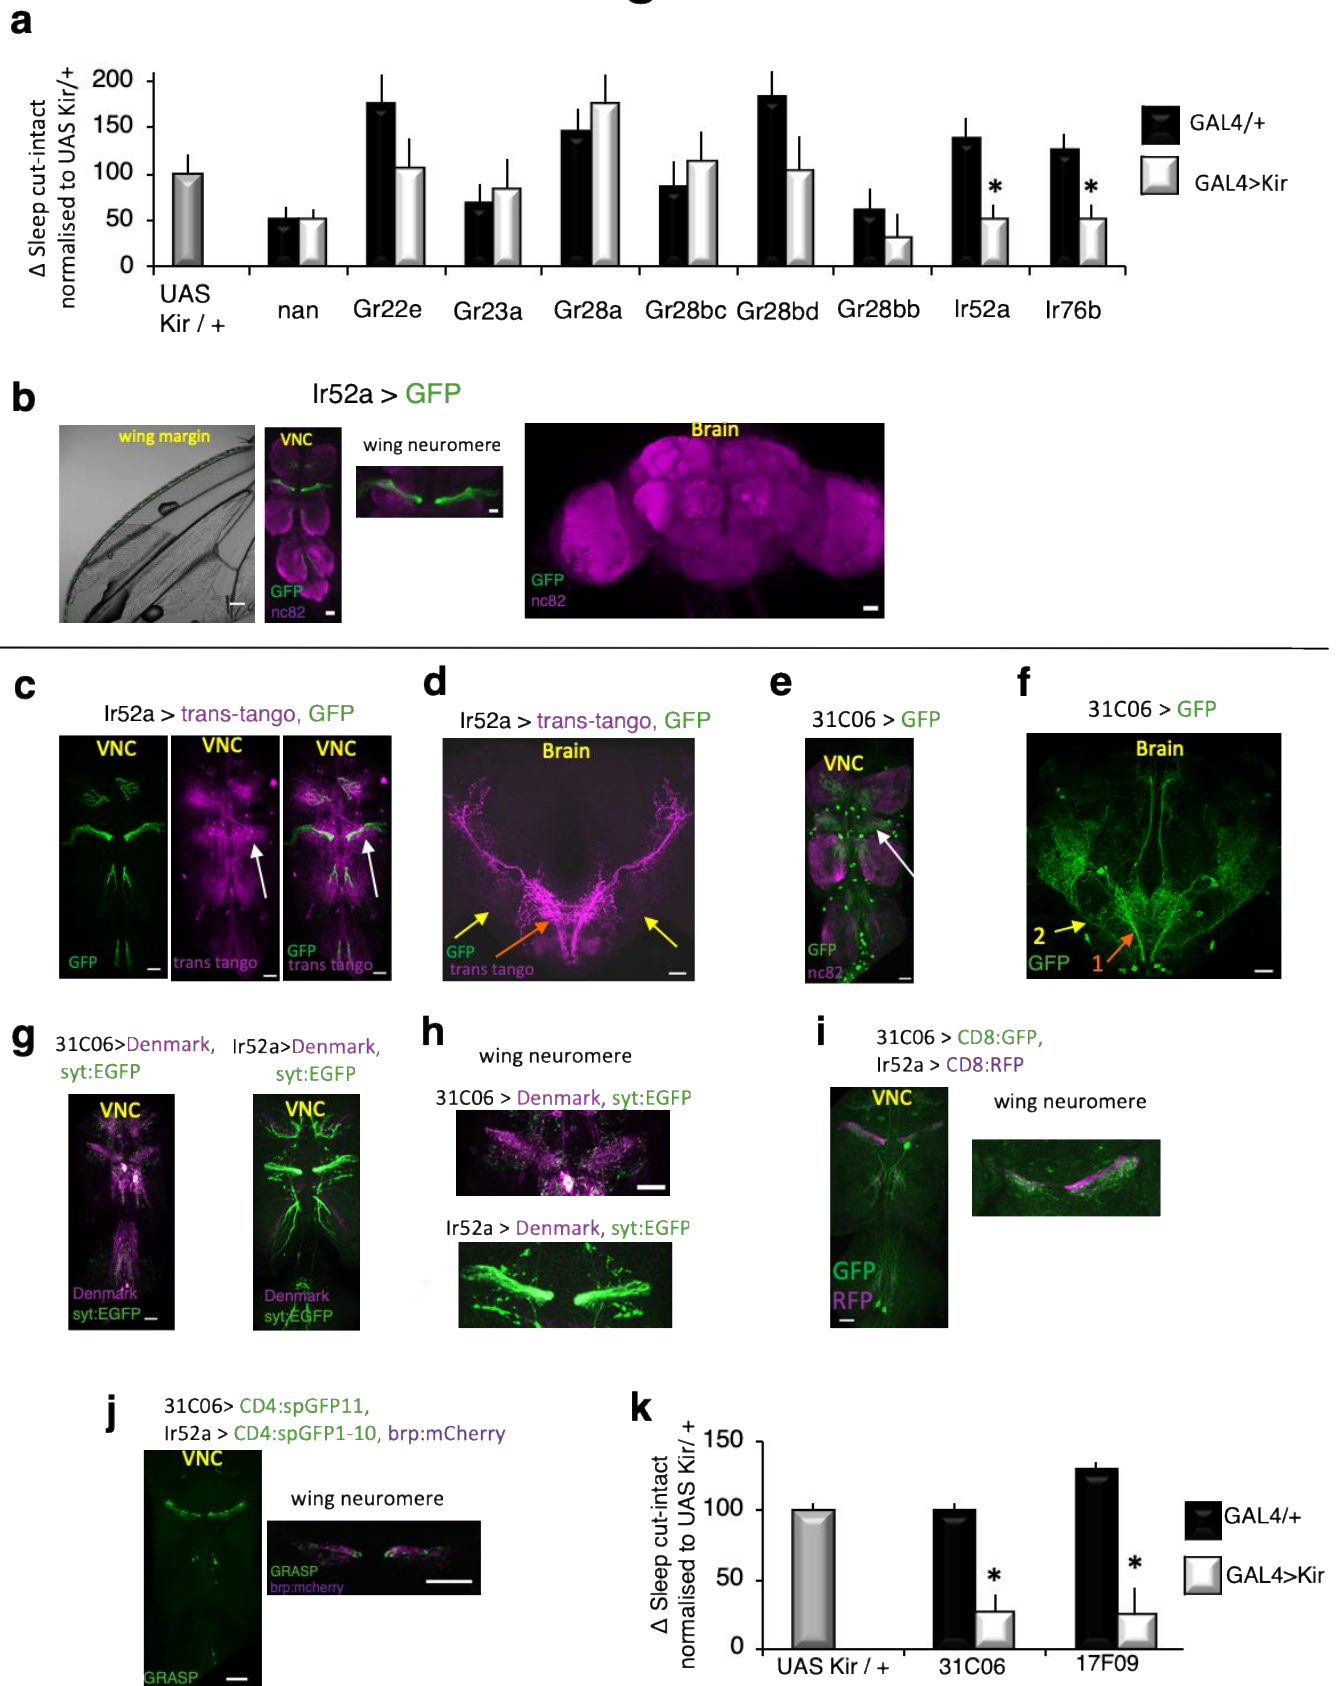 a
Δ Sleep cut-intact
normalised to UAS Kir/+
200
150
100
50
0
UAS
Kir / +
nan
Gr22e
Gr23a
Gr28a
Gr28bc
Gr28bd
Gr28bb
Ir52a
Ir76b
*
*
GAL4/+
GAL4>Kir
b
Ir52a > GFP
wing margin
VNC
GFP
nc82
wing neuromere
Brain
GFP
nc82
c
Ir52a > trans-tango, GFP
VNC
GFP
VNC
trans tango
VNC
GFP
trans tango
d
Ir52a > trans-tango, GFP
Brain
GFP
trans tango
e
31C06 > GFP
VNC
GFP
nc82
f
31C06 > GFP
Brain
2
1
GFP
g
31C06>Denmark,
syt:EGFP
VNC
Denmark
syt:EGFP
Ir52a>Denmark,
syt:EGFP
VNC
Denmark
syt:EGFP
h
wing neuromere
31C06 > Denmark, syt:EGFP
Ir52a > Denmark, syt:EGFP
i
31C06 > CD8:GFP,
Ir52a > CD8:RFP
VNC
GFP
RFP
wing neuromere
j
31C06> CD4:spGFP11,
Ir52a > CD4:spGFP1-10, brp:mCherry
VNC
GRASP
wing neuromere
GRASP
brp:mcherry
k
Δ Sleep cut-intact
normalised to UAS Kir/ +
150
100
50
0
UAS Kir / +
31C06
17F09
*
*
GAL4/+
GAL4>Kir